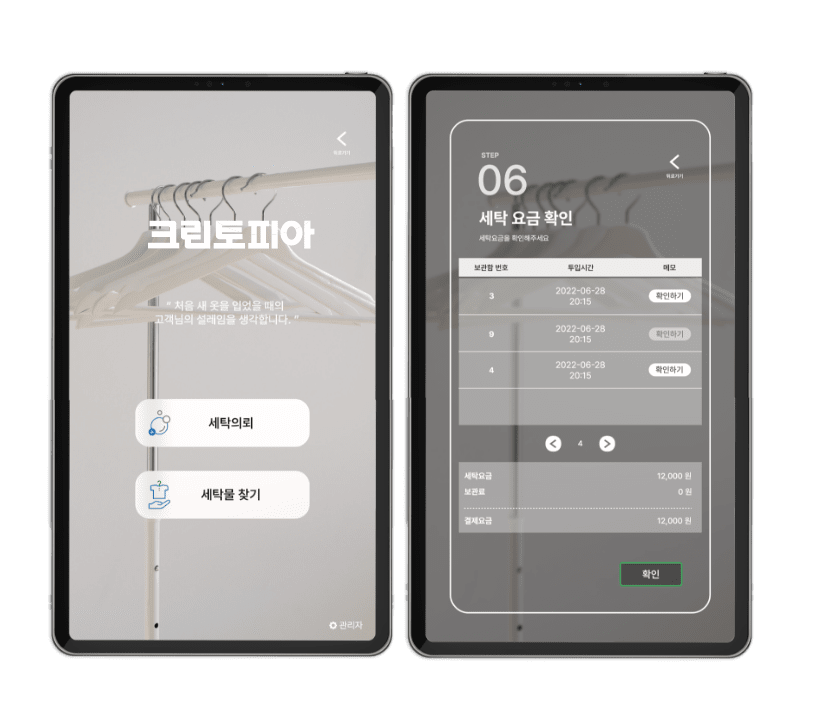 뒤로가기
크린토피아
“ 처음 새 옷을 입었을 때의
고객님의 설레임을 생각합니다. ”
세탁의뢰
세탁물 찾기
관리자
STEP
06
뒤로가기
세탁 요금 확인
세탁요금을 확인해주세요
보관함 번호 투입시간 메모
3 2022-06-28 20:15 확인하기
9 2022-06-28 20:15 확인하기
4 2022-06-28 20:15 확인하기
4
세탁요금 12,000 원
보관료 0 원
결제요금 12,000 원
확인